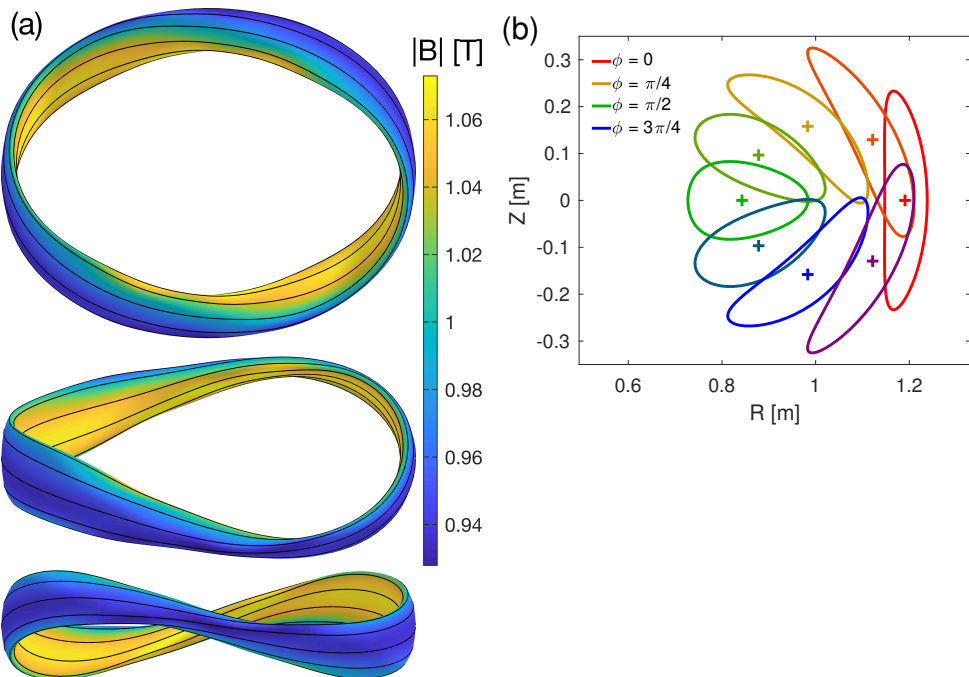 (a)
|B| [T]
1.06
1.04
1.02
1
0.98
0.96
0.94
(b)
ϕ = 0
ϕ = π/4
ϕ = π/2
ϕ = 3π/4
0.3
0.2
0.1
0
-0.1
-0.2
-0.3
Z [m]
0.6 0.8 1 1.2
R [m]